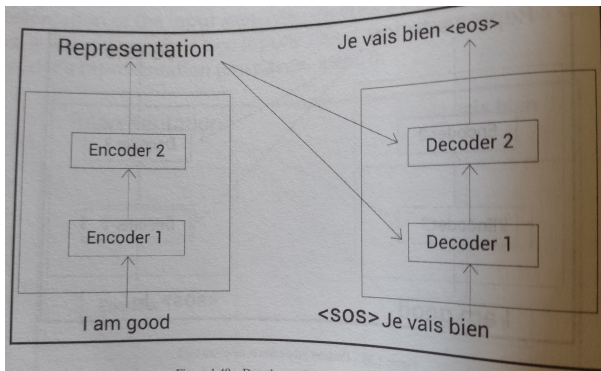 Representation
Je vais bien <eos>
Encoder 2
Decoder 2
Encoder 1
Decoder 1
I am good
<sos>Je vais bien